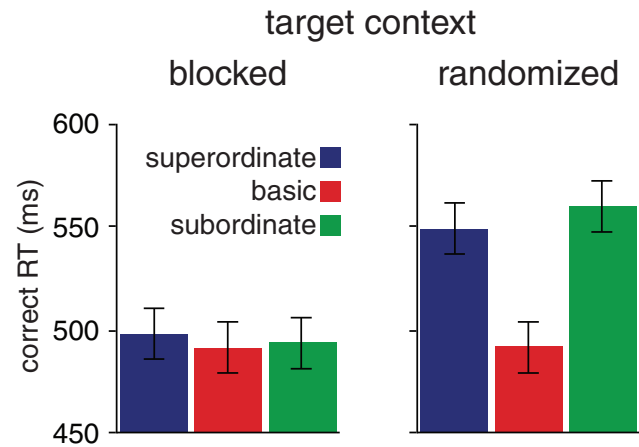 target context
blocked
randomized
correct RT (ms)
600
550
500
450
superordinate
basic
subordinate